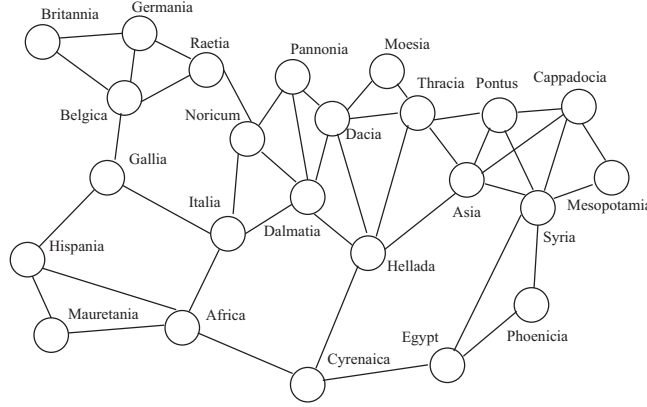 Britannia
Germania
Raetia
Pannonia
Moesia
Thracia
Pontus
Cappadocia
Belgica
Noricum
Dacia
Gallia
Italia
Dalmatia
Asia
Mesopotamia
Syria
Hispania
Hellada
Mauretania
Africa
Egypt
Phoenicia
Cyrenaica